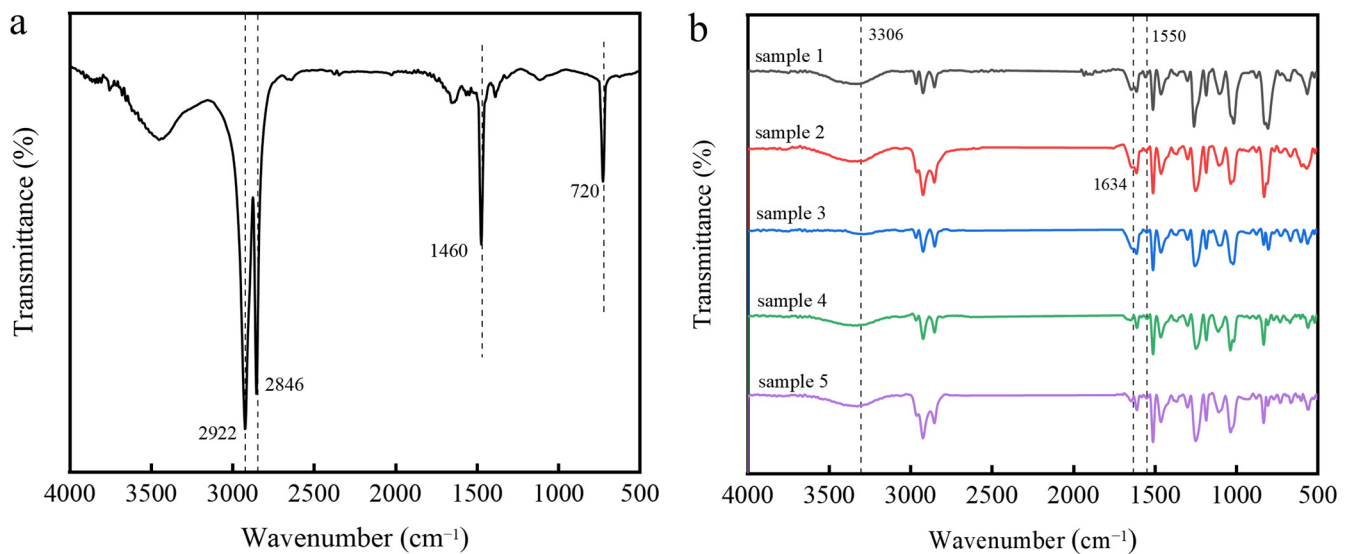 a
Transmittance (%)
2922
2846
1460
720
4000 3500 3000 2500 2000 1500 1000 500
Wavenumber (cm⁻¹)
b
Transmittance (%)
3306
1550
1634
sample 1
sample 2
sample 3
sample 4
sample 5
4000 3500 3000 2500 2000 1500 1000 500
Wavenumber (cm⁻¹)